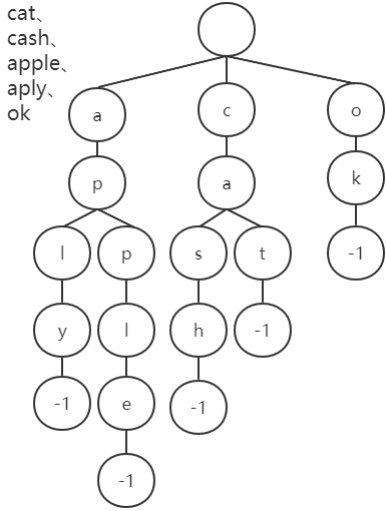 cat、
cash、
apple、
aply、
ok
a c o
p a k
l p s t -1
y l h -1
-1 e -1
-1